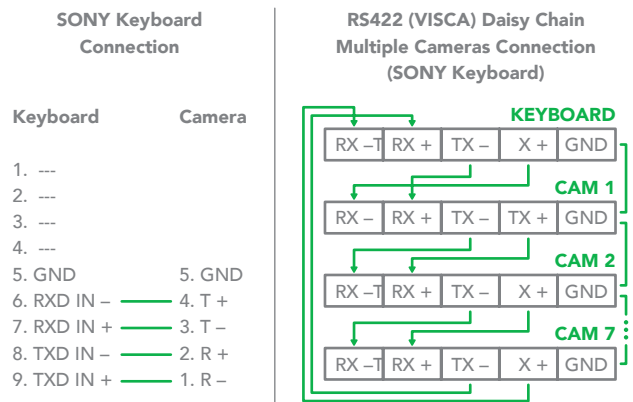 SONY Keyboard
Connection
Keyboard Camera
1. ---
2. ---
3. ---
4. ---
5. GND 5. GND
6. RXD IN – 4. T +
7. RXD IN + 3. T –
8. TXD IN – 2. R +
9. TXD IN + 1. R –
RS422 (VISCA) Daisy Chain
Multiple Cameras Connection
(SONY Keyboard)
KEYBOARD
RX –T RX + TX – X + GND
CAM 1
RX - RX + TX – TX + GND
CAM 2
RX –T RX + TX – X + GND
CAM 7
RX –T RX + TX – X + GND